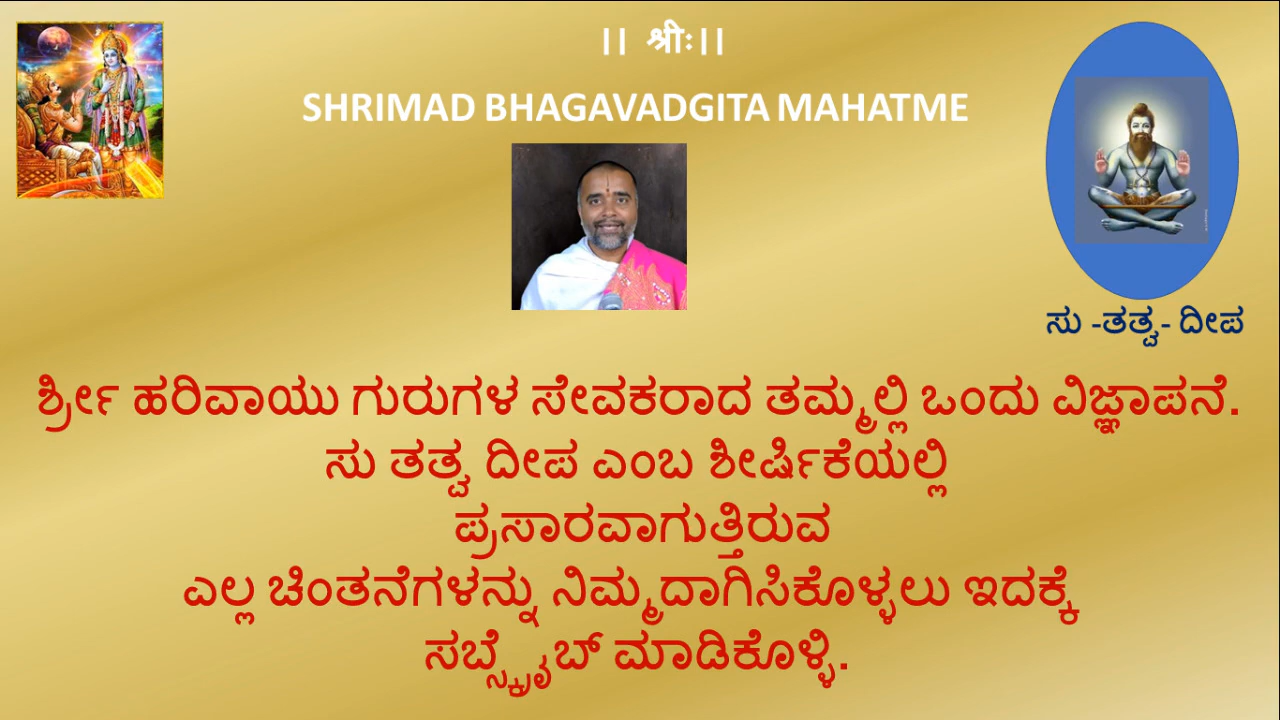 || श्रीः||
SHRIMAD BHAGAVADGITA MAHATME
ಸು -ತತ್ವ- ದೀಪ
ಶ್ರೀ ಹರಿವಾಯು ಗುರುಗಳ ಸೇವಕರಾದ ತಮ್ಮಲ್ಲಿ ಒಂದು ವಿಜ್ಞಾಪನೆ.
ಸು ತತ್ವ ದೀಪ ಎಂಬ ಶೀರ್ಷಿಕೆಯಲ್ಲಿ
ಪ್ರಸಾರವಾಗುತ್ತಿರುವ
ಎಲ್ಲ ಚಿಂತನೆಗಳನ್ನು ನಿಮ್ಮದಾಗಿಸಿಕೊಳ್ಳಲು ಇದಕ್ಕೆ
ಸಬ್ಸ್ಕ್ರೈಬ್ ಮಾಡಿಕೊಳ್ಳಿ.